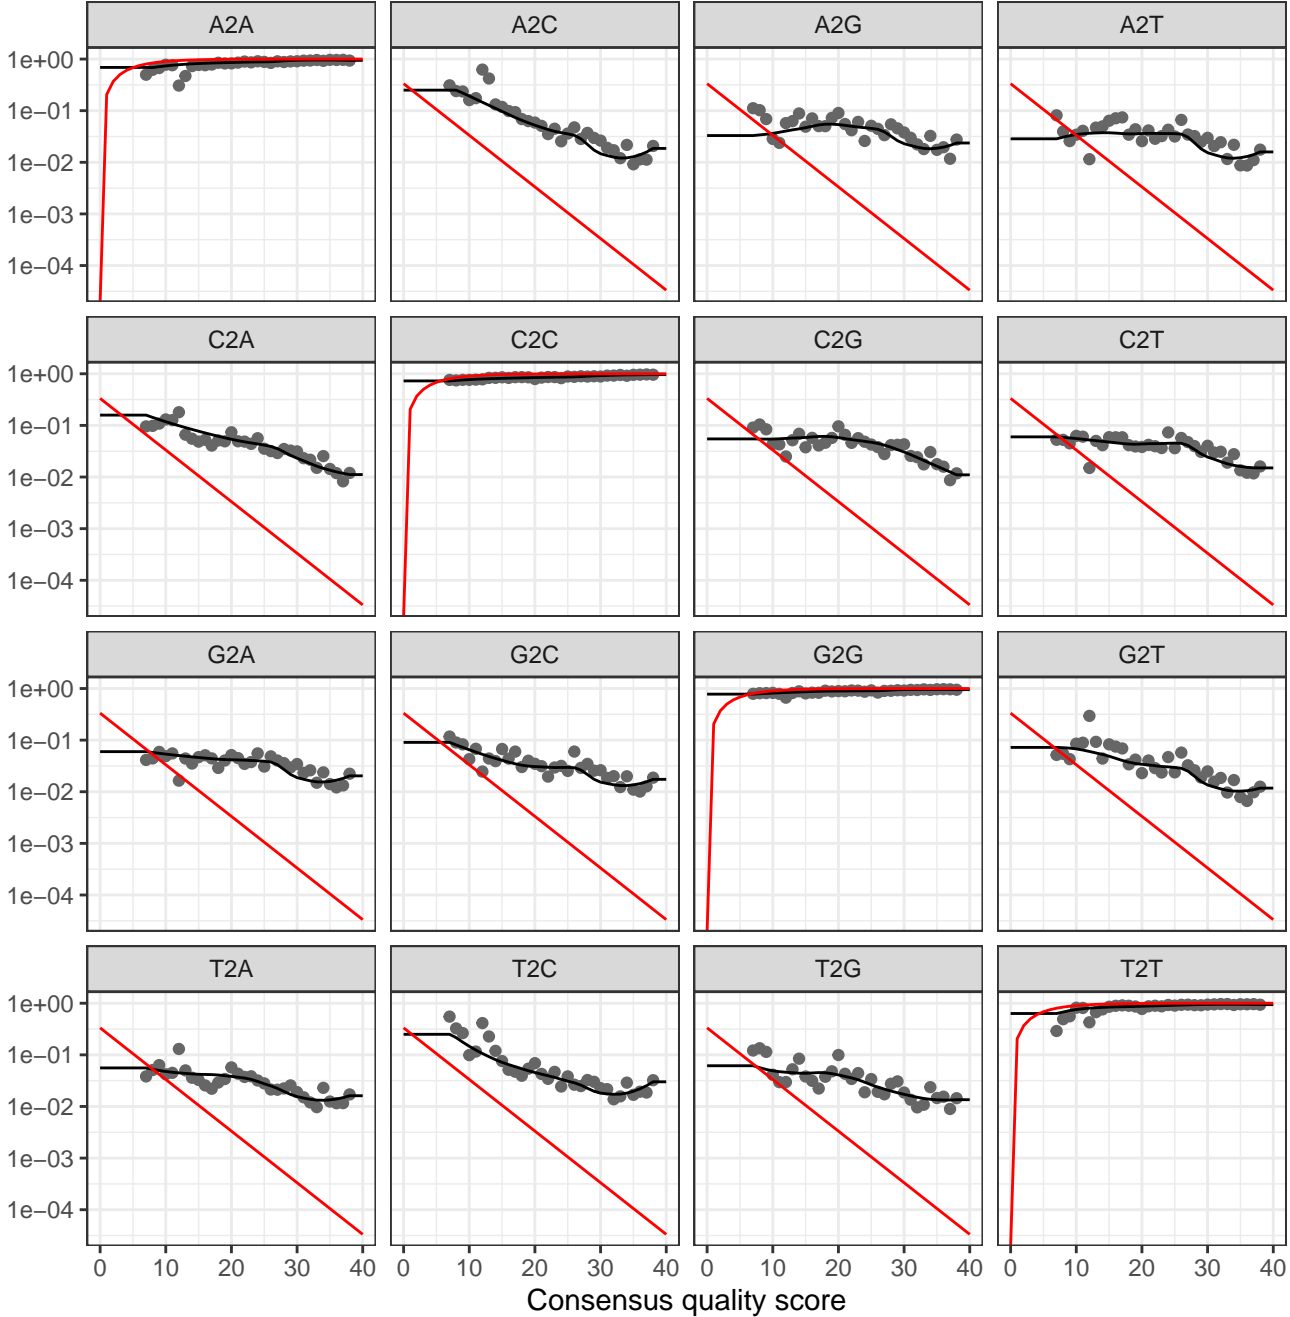 A2A A2C A2G A2T
1e+00
1e−01
1e−02
1e−03
1e−04
C2A C2C C2G C2T
1e+00
1e−01
1e−02
1e−03
1e−04
G2A G2C G2G G2T
1e+00
1e−01
1e−02
1e−03
1e−04
T2A T2C T2G T2T
1e+00
1e−01
1e−02
1e−03
1e−04
0 10 20 30 40 0 10 20 30 40 0 10 20 30 40 0 10 20 30 40
Consensus quality score